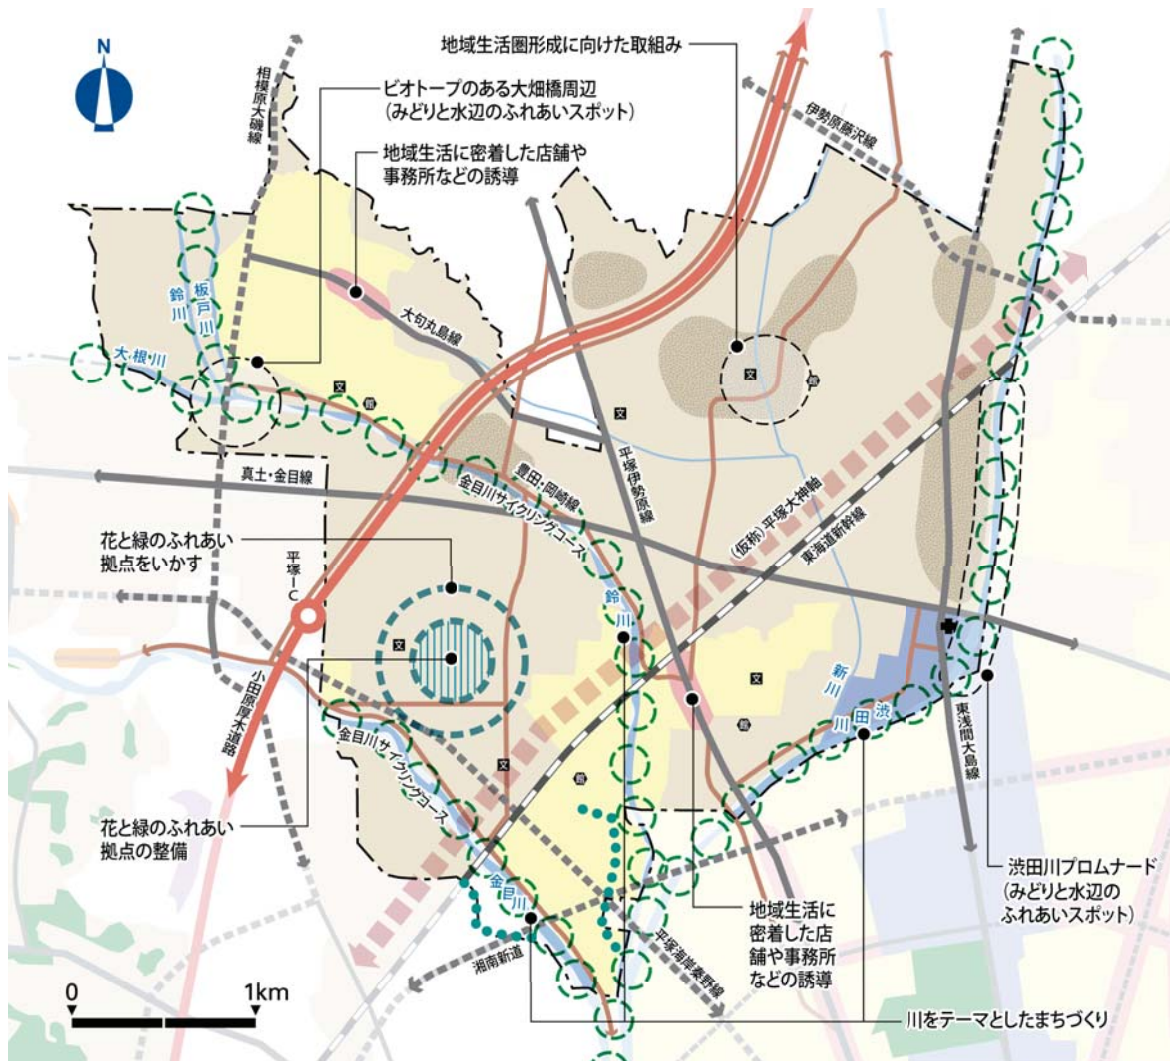 地域生活圏形成に向けた取組み
N
相模原大磯線
ビオトープのある大畑橋周辺
(みどりと水辺のふれあいスポット)
伊勢原藤沢線
地域生活に密着した店舗や
事務所などの誘導
鈴川
板戸川
大句丸島線
大根川
文
館
文
文
館
真土・金目線
豊田・岡崎線
金目川サイクリングコース
平塚伊勢原線
(仮称)平塚大神軸
東海道新幹線
花と緑のふれあい
拠点をいかす
平塚IC
鈴川
文
文
新川
渋田川
館
小田原厚木道路
金目川サイクリングコース
文
館
東浅間大島線
花と緑のふれあい
拠点の整備
金目川
渋田川プロムナード
(みどりと水辺の
ふれあいスポット)
地域生活に
密着した店
舗や事務所
などの誘導
湘南新道
平塚海岸秦野線
0 1km
川をテーマとしたまちづくり